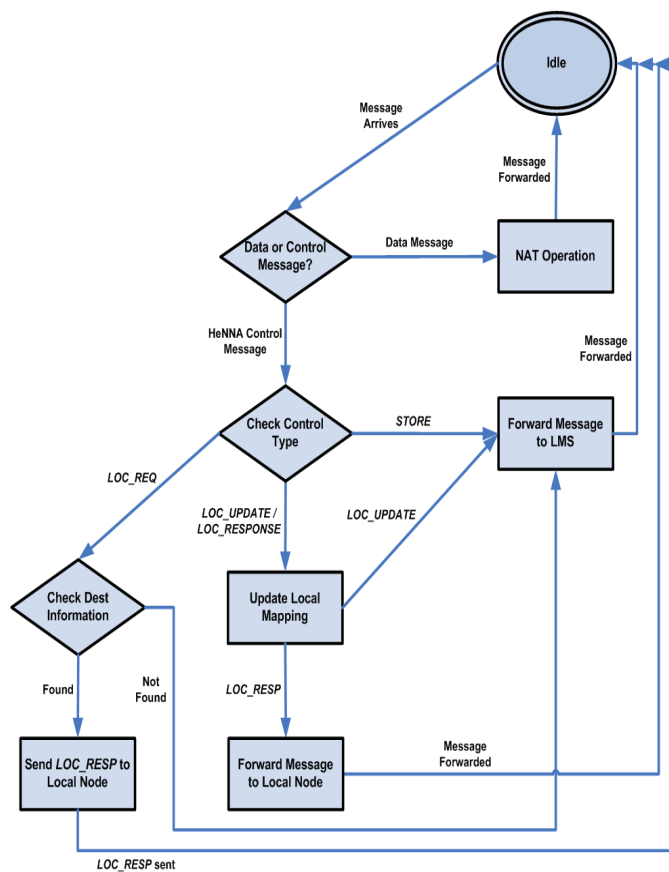 Idle
Message
Arrives
Message
Forwarded
Data or Control
Message?
Data Message
NAT Operation
HeNNA Control
Message
Message
Forwarded
Check Control
Type
STORE
Forward Message
to LMS
LOC_REQ
LOC_UPDATE /
LOC_RESPONSE
LOC_UPDATE
Check Dest
Information
Update Local
Mapping
Found
Not
Found
LOC_RESP
Send LOC_RESP to
Local Node
Forward Message
to Local Node
Message
Forwarded
LOC_RESP sent